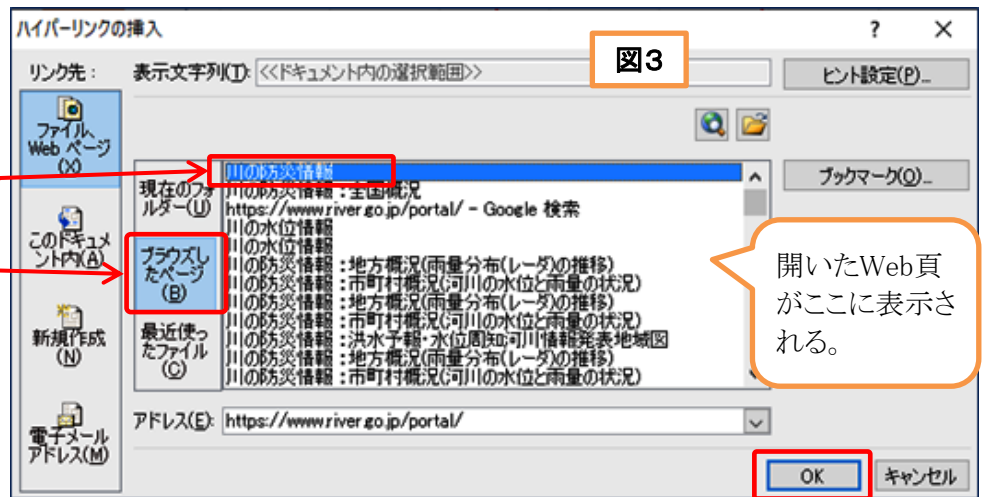 ハイパーリンクの挿入
?
×
図3
リンク先：
表示文字列(T): <<ドキュメント内の選択範囲>>
ヒント設定(P)...
ファイル、
Web ページ
(X)
このドキュメ
ント内(A)
新規作成
(N)
電子メール
アドレス(M)
現在のフォ
ルダー(U)
ブラウズし
たページ
(B)
最近使っ
たファイル
(C)
川の防災情報
川の防災情報：全国概況
https://www.river.go.jp/portal/ - Google 検索
川の水位情報
川の水位情報
川の防災情報：地方概況(雨量分布(レーダ)の推移)
川の防災情報：市町村概況(河川の水位と雨量の状況)
川の防災情報：地方概況(雨量分布(レーダ)の推移)
川の防災情報：市町村概況(河川の水位と雨量の状況)
川の防災情報：洪水予報・水位周知河川情報発表地域図
川の防災情報：地方概況(雨量分布(レーダ)の推移)
川の防災情報：市町村概況(河川の水位と雨量の状況)
ブックマーク(O)...
開いたWeb頁
がここに表示さ
れる。
アドレス(E): https://www.river.go.jp/portal/
OK
キャンセル